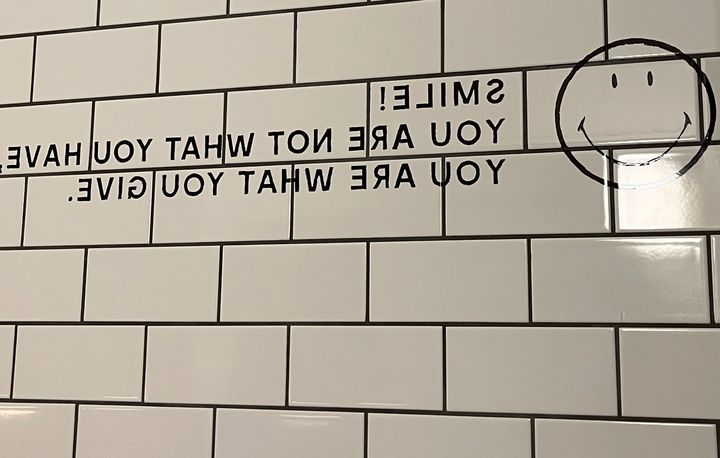 SMILE!
YOU ARE NOT WHAT YOU HAVE,
YOU ARE WHAT YOU GIVE.